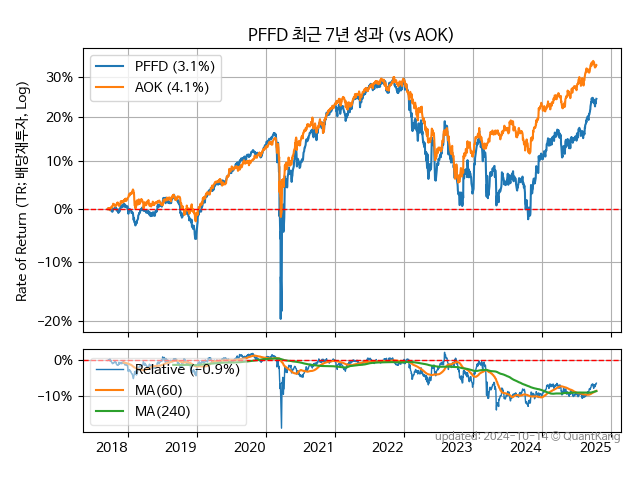 PFFD 최근 7년 성과 (vs AOK)
PFFD (3.1%)
AOK (4.1%)
30%
20%
10%
0%
−10%
−20%
Rate of Return (TR: 배당재투자, Log)
0%
−10%
Relative (−0.9%)
MA(60)
MA(240)
updated: 2024-10-14 © QuantKang
2018 2019 2020 2021 2022 2023 2024 2025